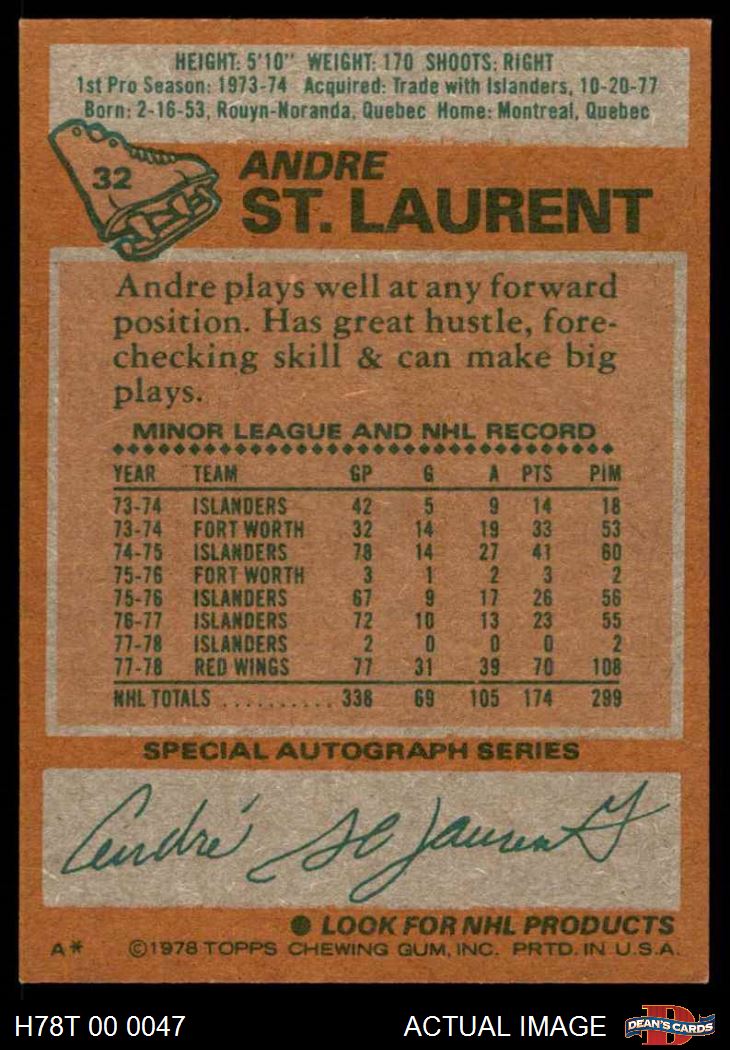 HEIGHT: 5'10" WEIGHT: 170 SHOOTS: RIGHT
1st Pro Season: 1973-74 Acquired: Trade with Islanders, 10-20-77
Born: 2-16-53, Rouyn-Noranda, Quebec Home: Montreal, Quebec
32
ANDRE
ST. LAURENT
Andre plays well at any forward
position. Has great hustle, fore-
checking skill & can make big
plays.
MINOR LEAGUE AND NHL RECORD
YEAR TEAM GP G A PTS PIM
73-74 ISLANDERS 42 5 9 14 18
73-74 FORT WORTH 32 14 19 33 53
74-75 ISLANDERS 78 14 27 41 60
75-76 FORT WORTH 3 1 2 3 2
75-76 ISLANDERS 67 9 17 26 56
76-77 ISLANDERS 72 10 13 23 55
77-78 ISLANDERS 2 0 0 0 2
77-78 RED WINGS 77 31 39 70 108
NHL TOTALS .......... 338 69 105 174 299
SPECIAL AUTOGRAPH SERIES
André St Laurent
● LOOK FOR NHL PRODUCTS
A* ©1978 TOPPS CHEWING GUM, INC. PRTD. IN U.S.A.
H78T 00 0047 ACTUAL IMAGE
D
DEAN'S CARDS